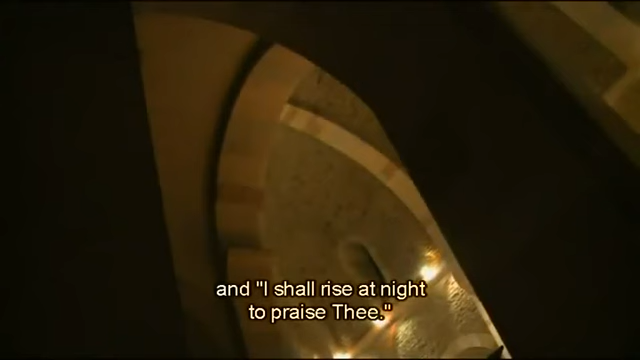 and "I shall rise at night
to praise Thee."